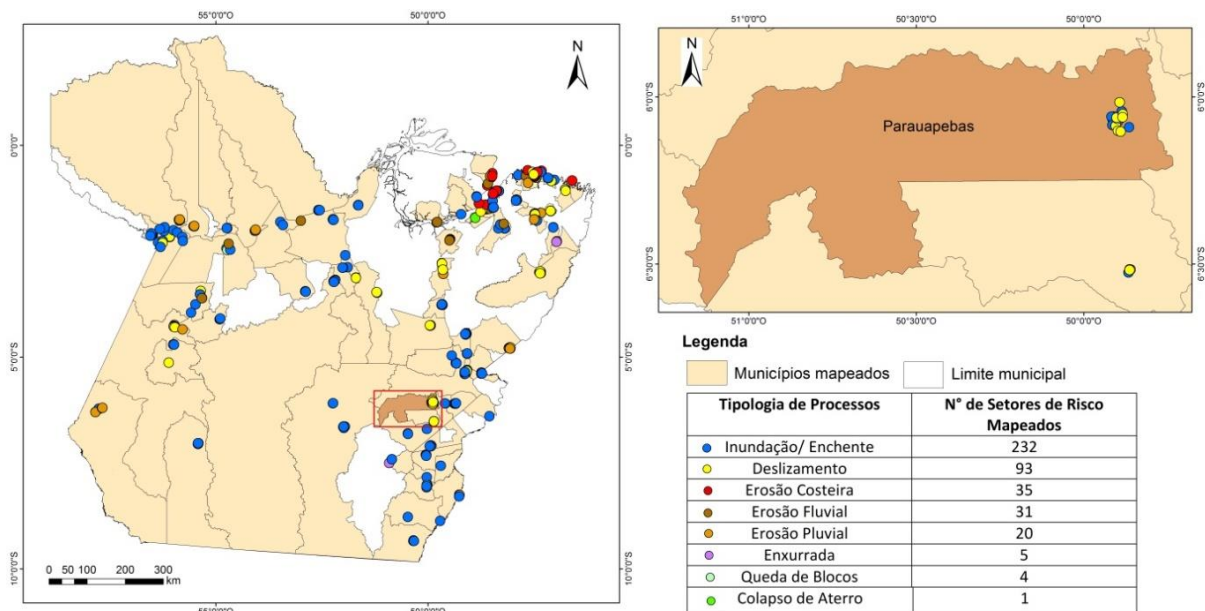 55°0'0"O
50°0'0"O
N
0°0'0"
5°0'0"S
10°0'0"S
0°0'0"
5°0'0"S
10°0'0"S
0 50 100 200 300
km
55°0'0"O
50°0'0"O
51°0'0"O
50°30'0"O
50°0'0"O
N
6°0'0"S
6°30'0"S
Parauapebas
6°0'0"S
6°30'0"S
51°0'0"O
50°30'0"O
50°0'0"O
Legenda
Municípios mapeados
Limite municipal
Tipologia de Processos
N° de Setores de Risco
Mapeados
Inundação/ Enchente 232
Deslizamento 93
Erosão Costeira 35
Erosão Fluvial 31
Erosão Pluvial 20
Enxurrada 5
Queda de Blocos 4
Colapso de Aterro 1